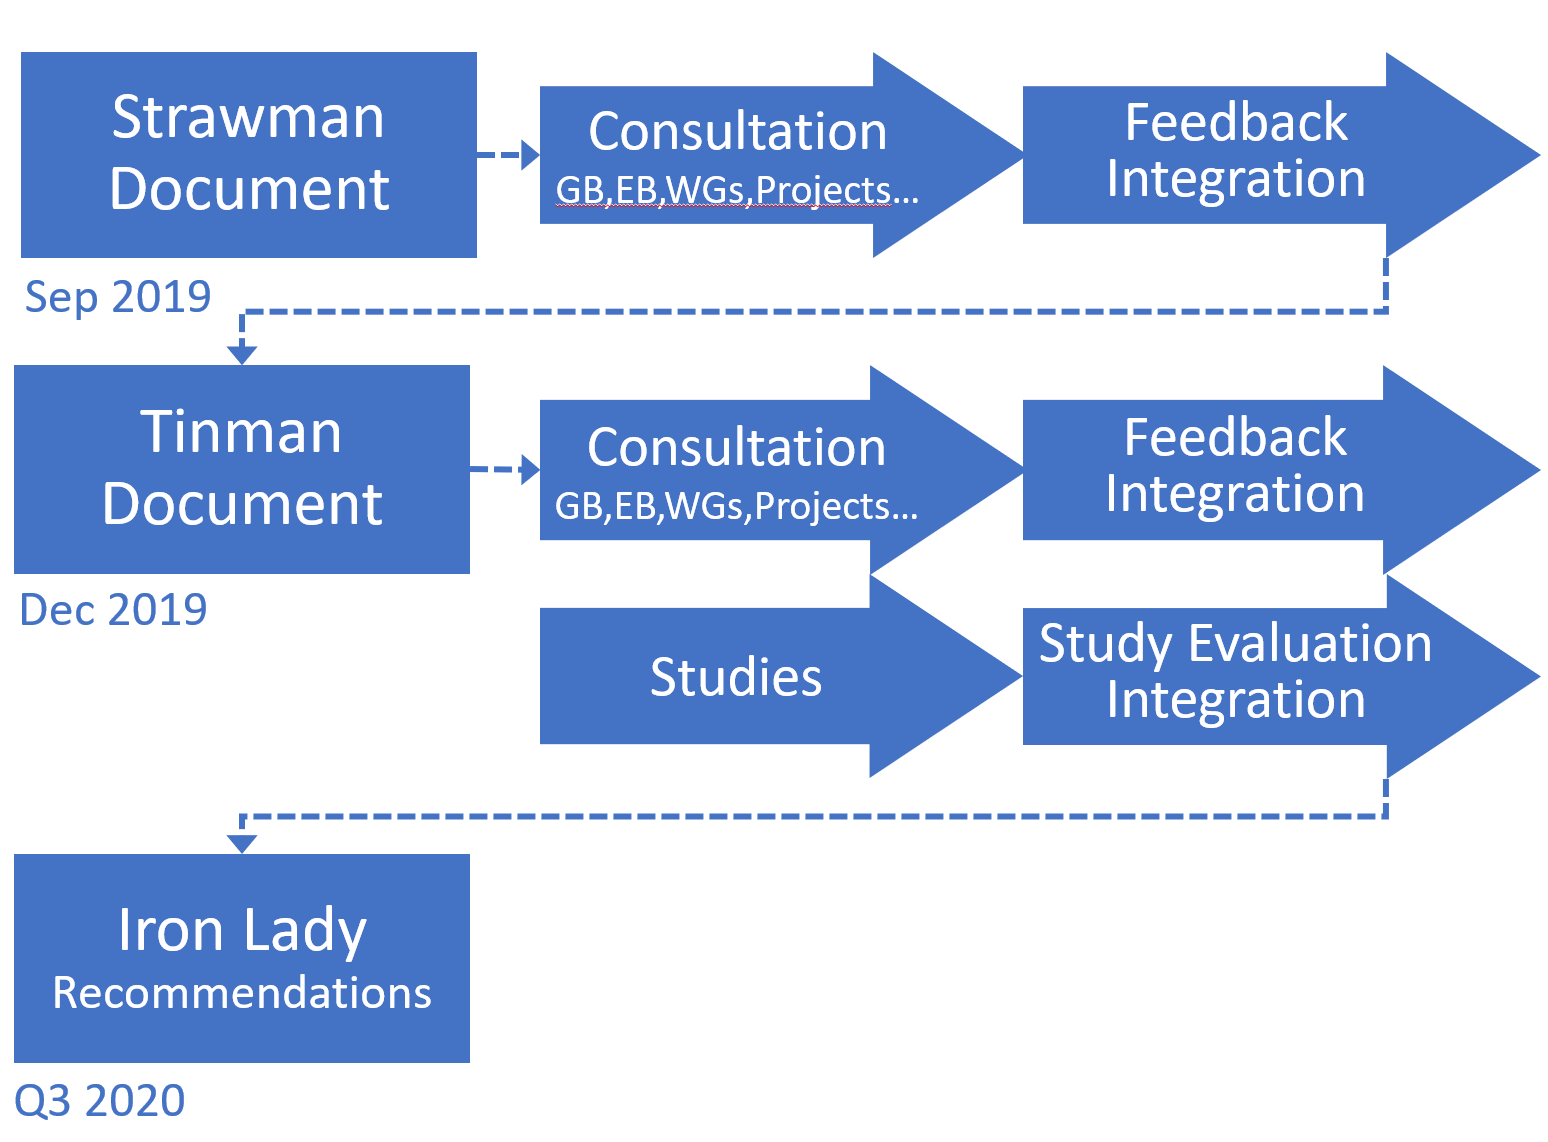 Strawman
Document
Consultation
GB,EB,WGs,Projects...
Feedback
Integration
Sep 2019
Tinman
Document
Consultation
GB,EB,WGs,Projects...
Feedback
Integration
Dec 2019
Studies
Study Evaluation
Integration
Iron Lady
Recommendations
Q3 2020